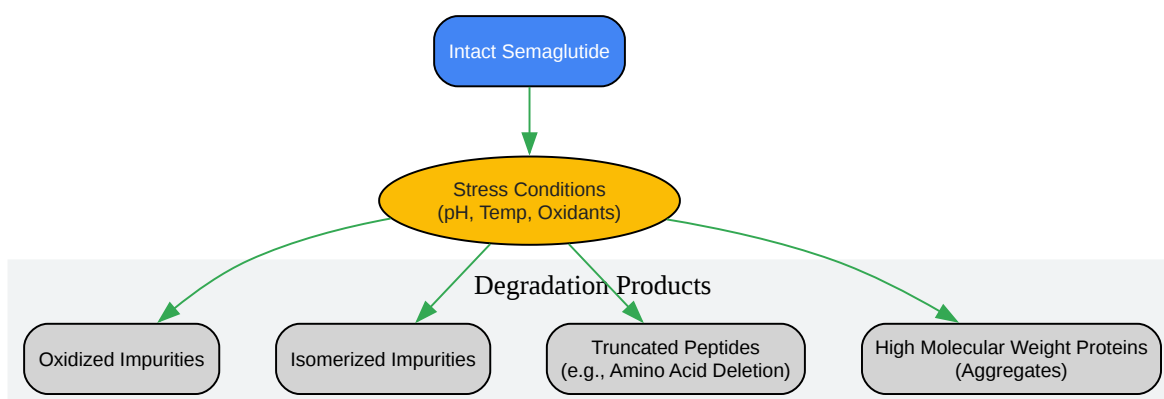 Intact Semaglutide
Stress Conditions
(pH, Temp, Oxidants)
Degradation Products
Oxidized Impurities
Isomerized Impurities
Truncated Peptides
(e.g., Amino Acid Deletion)
High Molecular Weight Proteins
(Aggregates)